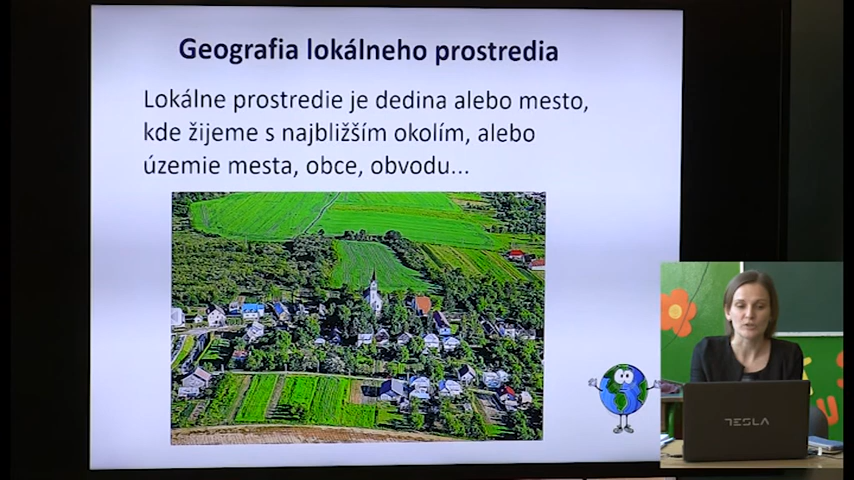 Geografia lokálneho prostredia
Lokálne prostredie je dedina alebo mesto,
kde žijeme s najbližším okolím, alebo
územie mesta, obce, obvodu...
TESLA